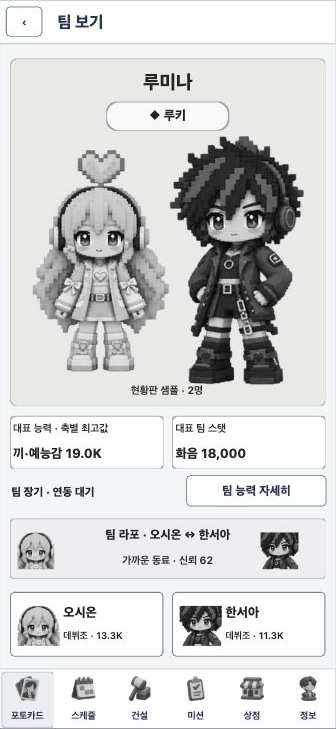 ‹ 팀 보기
루미나
◆ 루키
현황판 샘플 · 2명
대표 능력 · 축별 최고값
끼·예능감 19.0K
대표 팀 스탯
화음 18,000
팀 장기 · 연동 대기
팀 능력 자세히
팀 라포 · 오시온 ↔ 한서아
가까운 동료 · 신뢰 62
오시온
데뷔조 · 13.3K
한서아
데뷔조 · 11.3K
포토카드 스케줄 건설 미션 상점 정보